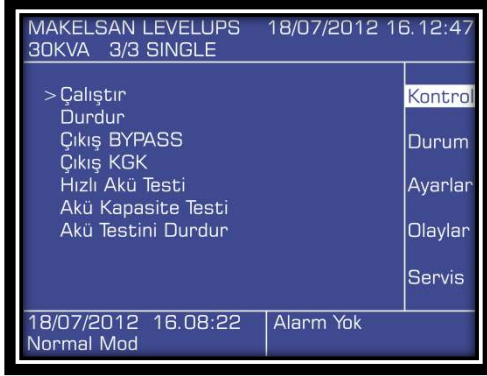 MAKELSAN LEVELUPS 18/07/2012 16.12:47
30KVA 3/3 SINGLE
>Çalıştır
Durdur
Çıkış BYPASS
Çıkış KGK
Hızlı Akü Testi
Akü Kapasite Testi
Akü Testini Durdur
Kontrol
Durum
Ayarlar
Olaylar
Servis
18/07/2012 16.08:22
Normal Mod
Alarm Yok